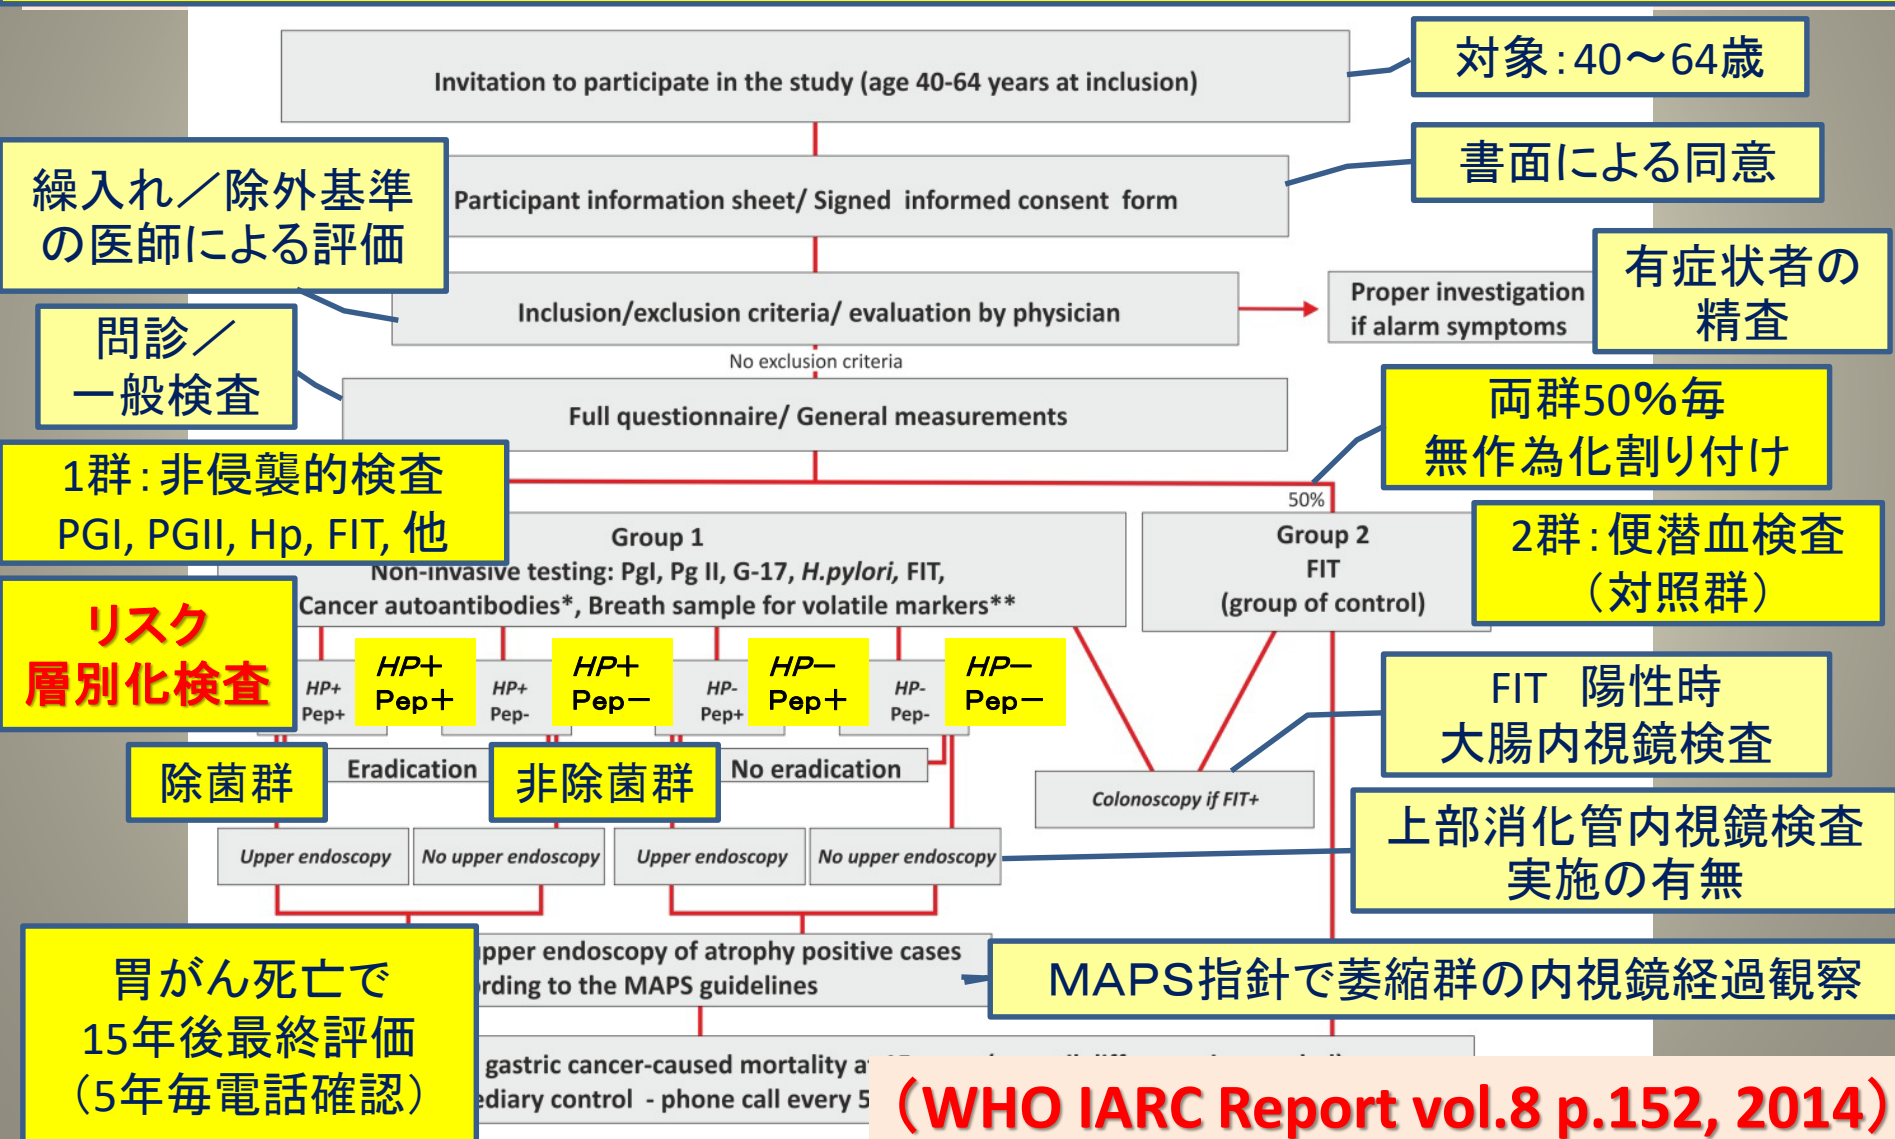 Invitation to participate in the study (age 40-64 years at inclusion)
対象：40～64歳
Participant information sheet/ Signed informed consent form
書面による同意
繰入れ／除外基準
の医師による評価
Inclusion/exclusion criteria/ evaluation by physician
Proper investigation
if alarm symptoms
有症状者の
精査
No exclusion criteria
問診／
一般検査
Full questionnaire/ General measurements
両群50％毎
無作為化割り付け
50%
1群：非侵襲的検査
PGI, PGII, Hp, FIT, 他
Group 1
Non-invasive testing: PgI, Pg II, G-17, H.pylori, FIT,
Cancer autoantibodies*, Breath sample for volatile markers**
Group 2
FIT
(group of control)
2群：便潜血検査
（対照群）
リスク
層別化検査
HP+
Pep+
HP＋
Pep＋
HP+
Pep-
HP＋
Pep－
HP-
Pep+
HP－
Pep＋
HP-
Pep-
HP－
Pep－
FIT 陽性時
大腸内視鏡検査
除菌群
Eradication
非除菌群
No eradication
Colonoscopy if FIT+
Upper endoscopy
No upper endoscopy
Upper endoscopy
No upper endoscopy
上部消化管内視鏡検査
実施の有無
upper endoscopy of atrophy positive cases
to the MAPS guidelines
MAPS指針で萎縮群の内視鏡経過観察
胃がん死亡で
15年後最終評価
（5年毎電話確認）
gastric cancer-caused mortality
control - phone call every 5
（WHO IARC Report vol.8 p.152, 2014）